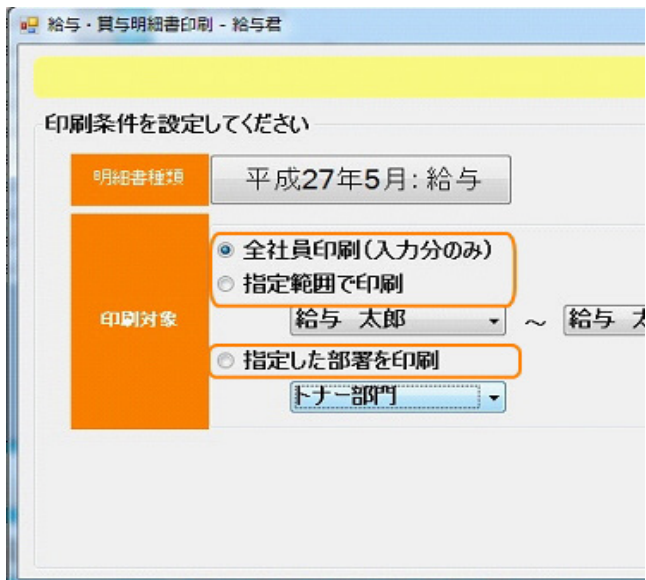 給与・賞与明細書印刷 - 給与君
印刷条件を設定してください
明細書種類
平成27年5月: 給与
全社員印刷(入力分のみ)
指定範囲で印刷
印刷対象
給与 太郎 ～ 給与 太
指定した部署を印刷
トナー部門